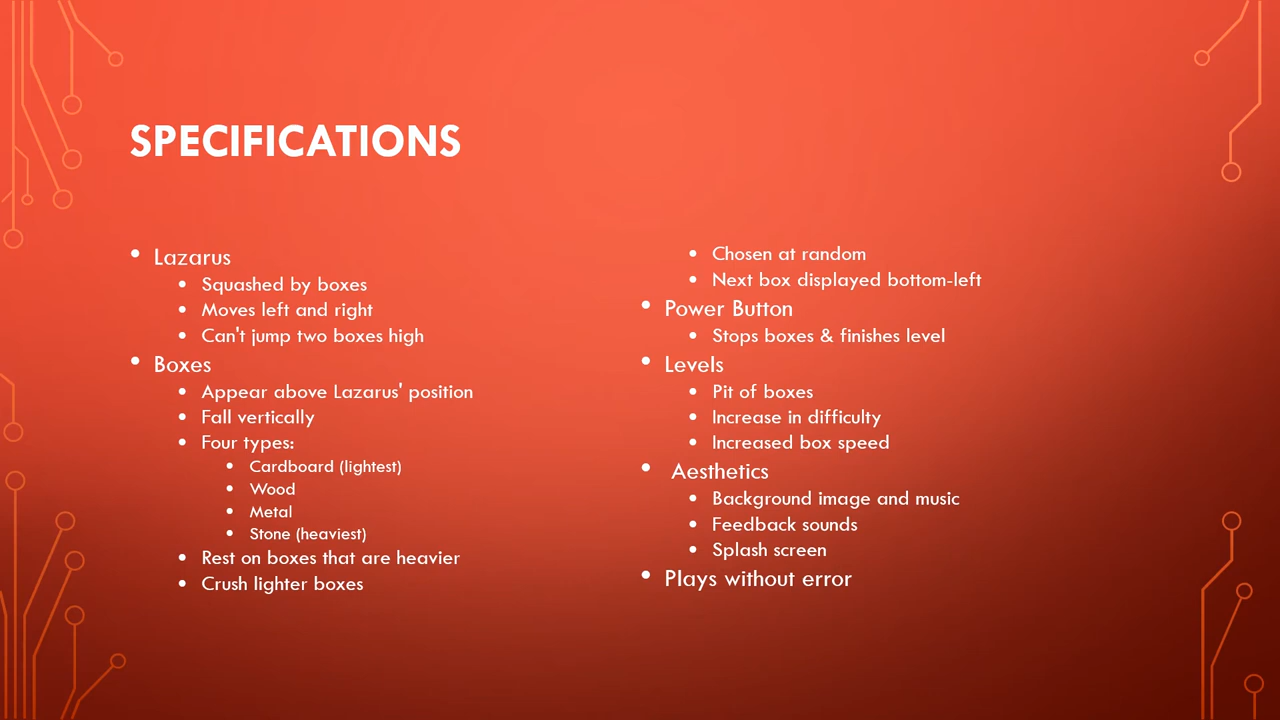 SPECIFICATIONS
• Lazarus
• Squashed by boxes
• Moves left and right
• Can't jump two boxes high
• Boxes
• Appear above Lazarus' position
• Fall vertically
• Four types:
• Cardboard (lightest)
• Wood
• Metal
• Stone (heaviest)
• Rest on boxes that are heavier
• Crush lighter boxes
• Chosen at random
• Next box displayed bottom-left
• Power Button
• Stops boxes & finishes level
• Levels
• Pit of boxes
• Increase in difficulty
• Increased box speed
• Aesthetics
• Background image and music
• Feedback sounds
• Splash screen
• Plays without error